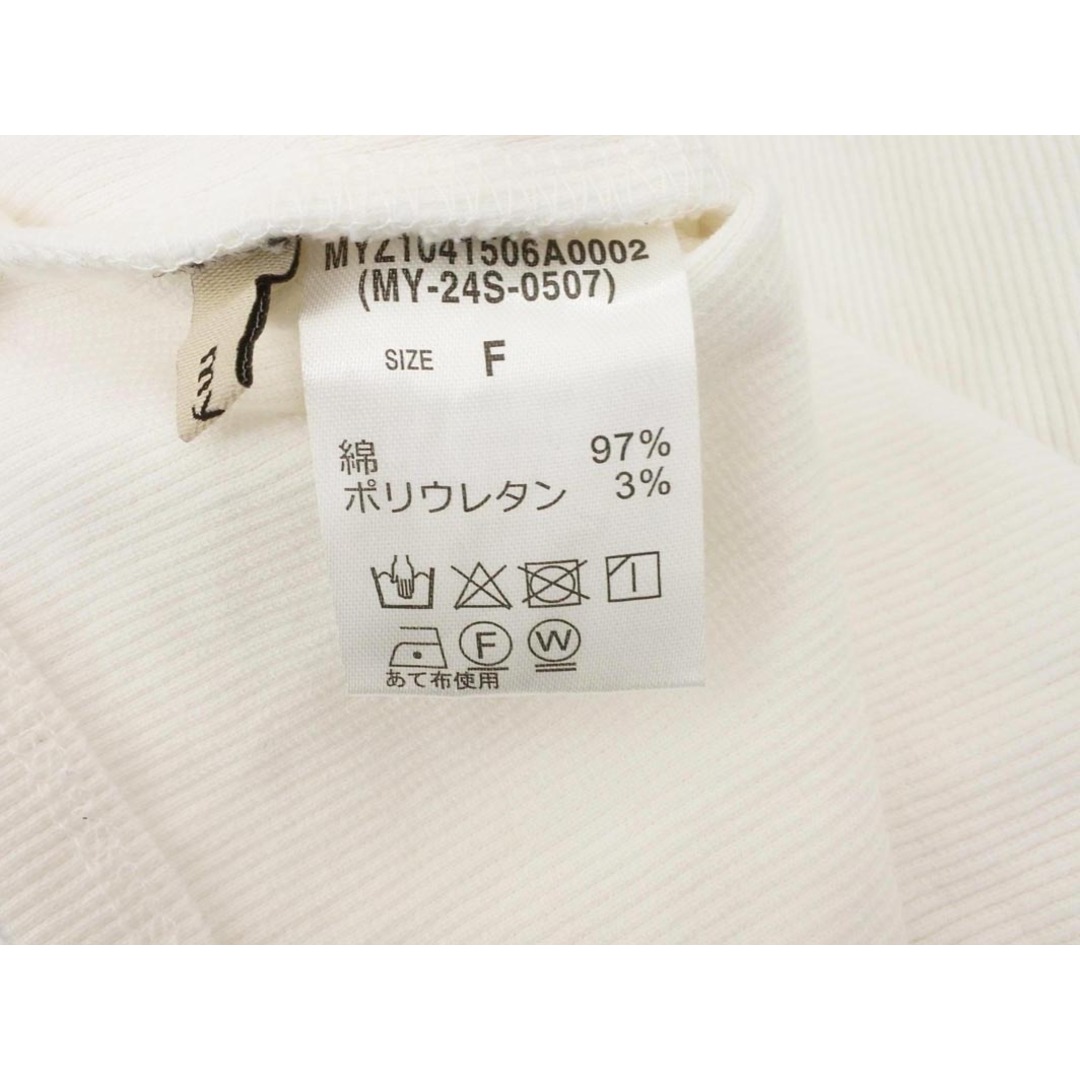 MYZ1041506A0002
(MY-24S-0507)
SIZE F
綿 97%
ポリウレタン 3%
F W
あて布使用
my